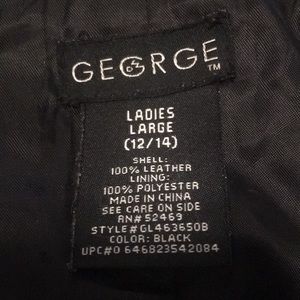 GEORGE TM
LADIES
LARGE
(12/14)
SHELL:
100% LEATHER
LINING:
100% POLYESTER
MADE IN CHINA
SEE CARE ON SIDE
RN#52469
STYLE#GL463650B
COLOR: BLACK
UPC#0 646823542084